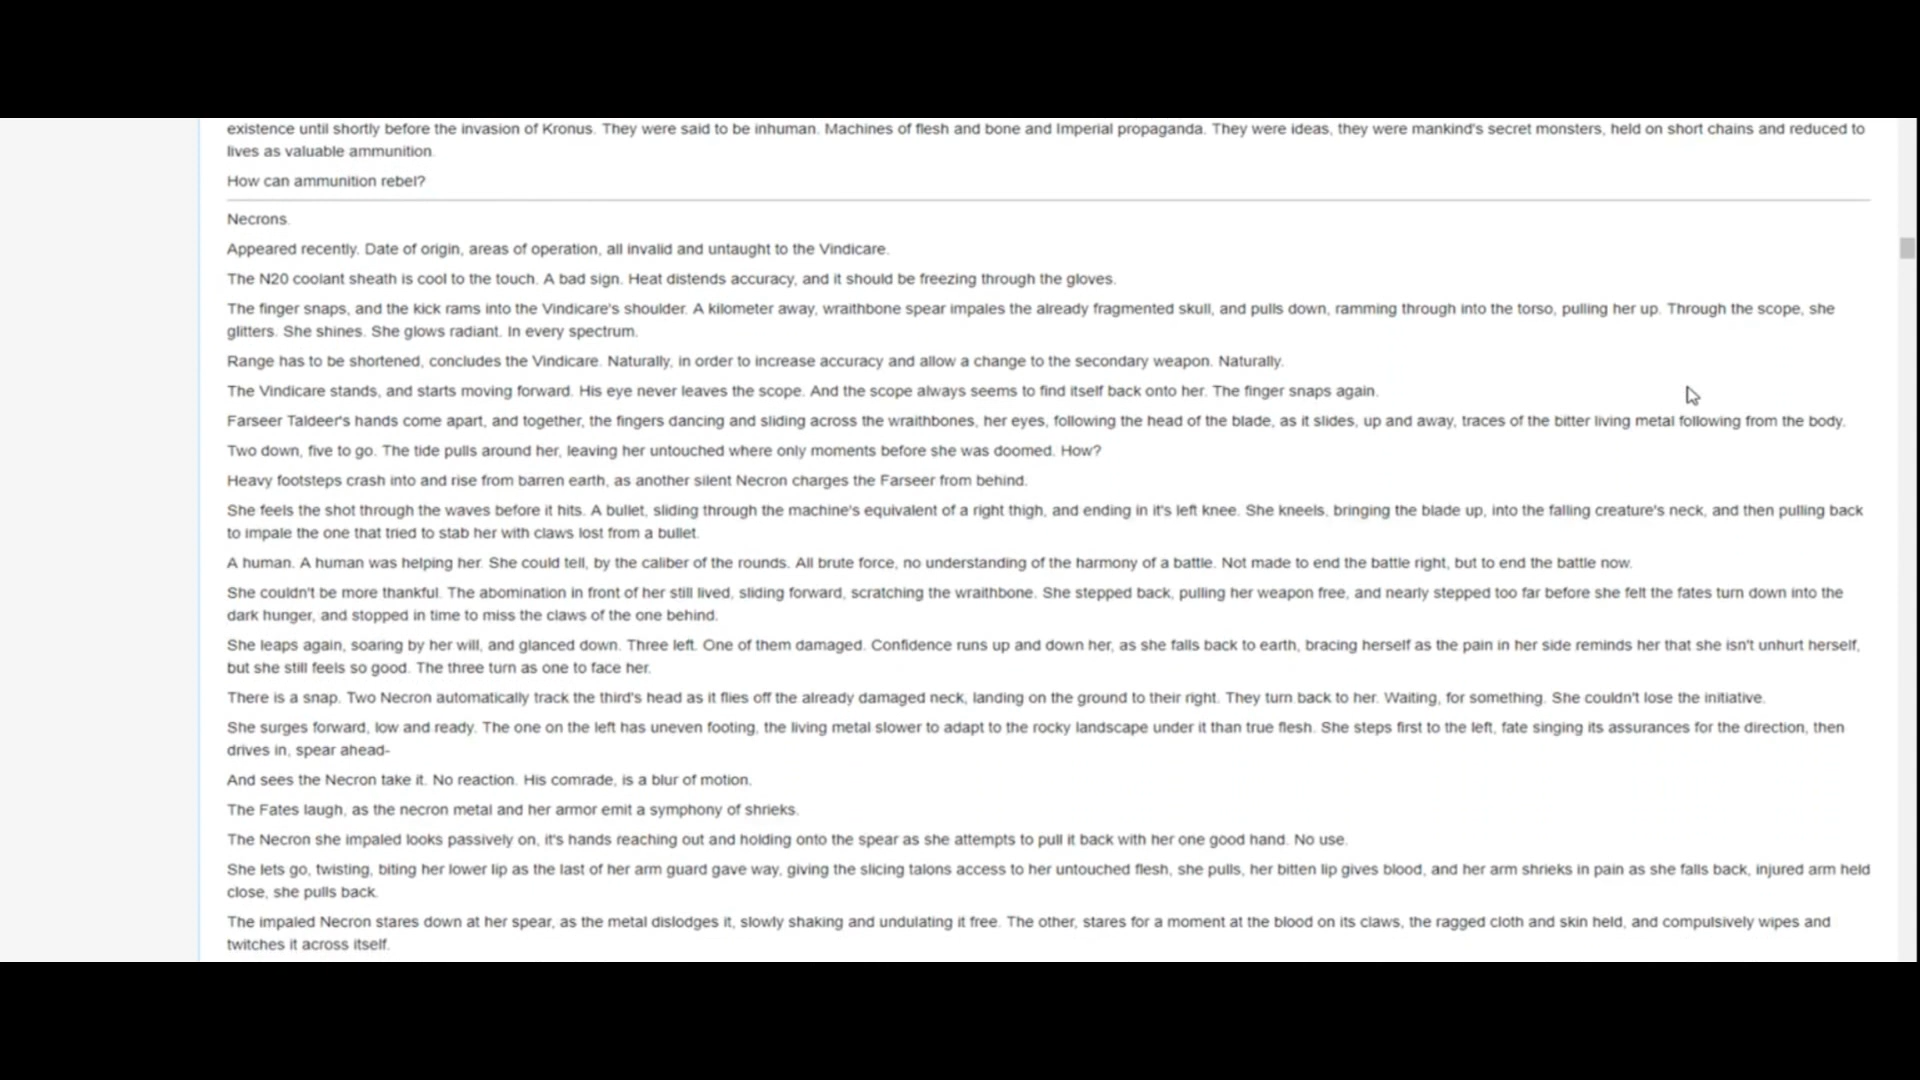 existence until shortly before the invasion of Kronus. They were said to be inhuman. Machines of flesh and bone and Imperial propaganda. They were ideas, they were mankind's secret monsters, held on short chains and reduced to
lives as valuable ammunition.
How can ammunition rebel?
Necrons.
Appeared recently. Date of origin, areas of operation, all invalid and untaught to the Vindicare.
The N20 coolant sheath is cool to the touch. A bad sign. Heat distends accuracy, and it should be freezing through the gloves.
The finger snaps, and the kick rams into the Vindicare's shoulder. A kilometer away, wraithbone spear impales the already fragmented skull, and pulls down, ramming through into the torso, pulling her up. Through the scope, she
glitters. She shines. She glows radiant. In every spectrum.
Range has to be shortened, concludes the Vindicare. Naturally, in order to increase accuracy and allow a change to the secondary weapon. Naturally.
The Vindicare stands, and starts moving forward. His eye never leaves the scope. And the scope always seems to find itself back onto her. The finger snaps again.
Farseer Taldeer's hands come apart, and together, the fingers dancing and sliding across the wraithbones, her eyes, following the head of the blade, as it slides, up and away, traces of the bitter living metal following from the body.
Two down, five to go. The tide pulls around her, leaving her untouched where only moments before she was doomed. How?
Heavy footsteps crash into and rise from barren earth, as another silent Necron charges the Farseer from behind.
She feels the shot through the waves before it hits. A bullet, sliding through the machine's equivalent of a right thigh, and ending in it's left knee. She kneels, bringing the blade up, into the falling creature's neck, and then pulling back
to impale the one that tried to stab her with claws lost from a bullet.
A human. A human was helping her. She could tell, by the caliber of the rounds. All brute force, no understanding of the harmony of a battle. Not made to end the battle right, but to end the battle now.
She couldn't be more thankful. The abomination in front of her still lived, sliding forward, scratching the wraithbone. She stepped back, pulling her weapon free, and nearly stepped too far before she felt the fates turn down into the
dark hunger, and stopped in time to miss the claws of the one behind.
She leaps again, soaring by her will, and glanced down. Three left. One of them damaged. Confidence runs up and down her, as she falls back to earth, bracing herself as the pain in her side reminds her that she isn't unhurt herself,
but she still feels so good. The three turn as one to face her.
There is a snap. Two Necron automatically track the third's head as it flies off the already damaged neck, landing on the ground to their right. They turn back to her. Waiting, for something. She couldn't lose the initiative.
She surges forward, low and ready. The one on the left has uneven footing, the living metal slower to adapt to the rocky landscape under it than true flesh. She steps first to the left, fate singing its assurances for the direction, then
drives in, spear ahead-
And sees the Necron take it. No reaction. His comrade, is a blur of motion.
The Fates laugh, as the necron metal and her armor emit a symphony of shrieks.
The Necron she impaled looks passively on, it's hands reaching out and holding onto the spear as she attempts to pull it back with her one good hand. No use.
She lets go, twisting, biting her lower lip as the last of her arm guard gave way, giving the slicing talons access to her untouched flesh, she pulls, her bitten lip gives blood, and her arm shrieks in pain as she falls back, injured arm held
close, she pulls back.
The impaled Necron stares down at her spear, as the metal dislodges it, slowly shaking and undulating it free. The other, stares for a moment at the blood on its claws, the ragged cloth and skin held, and compulsively wipes and
twitches it across itself.